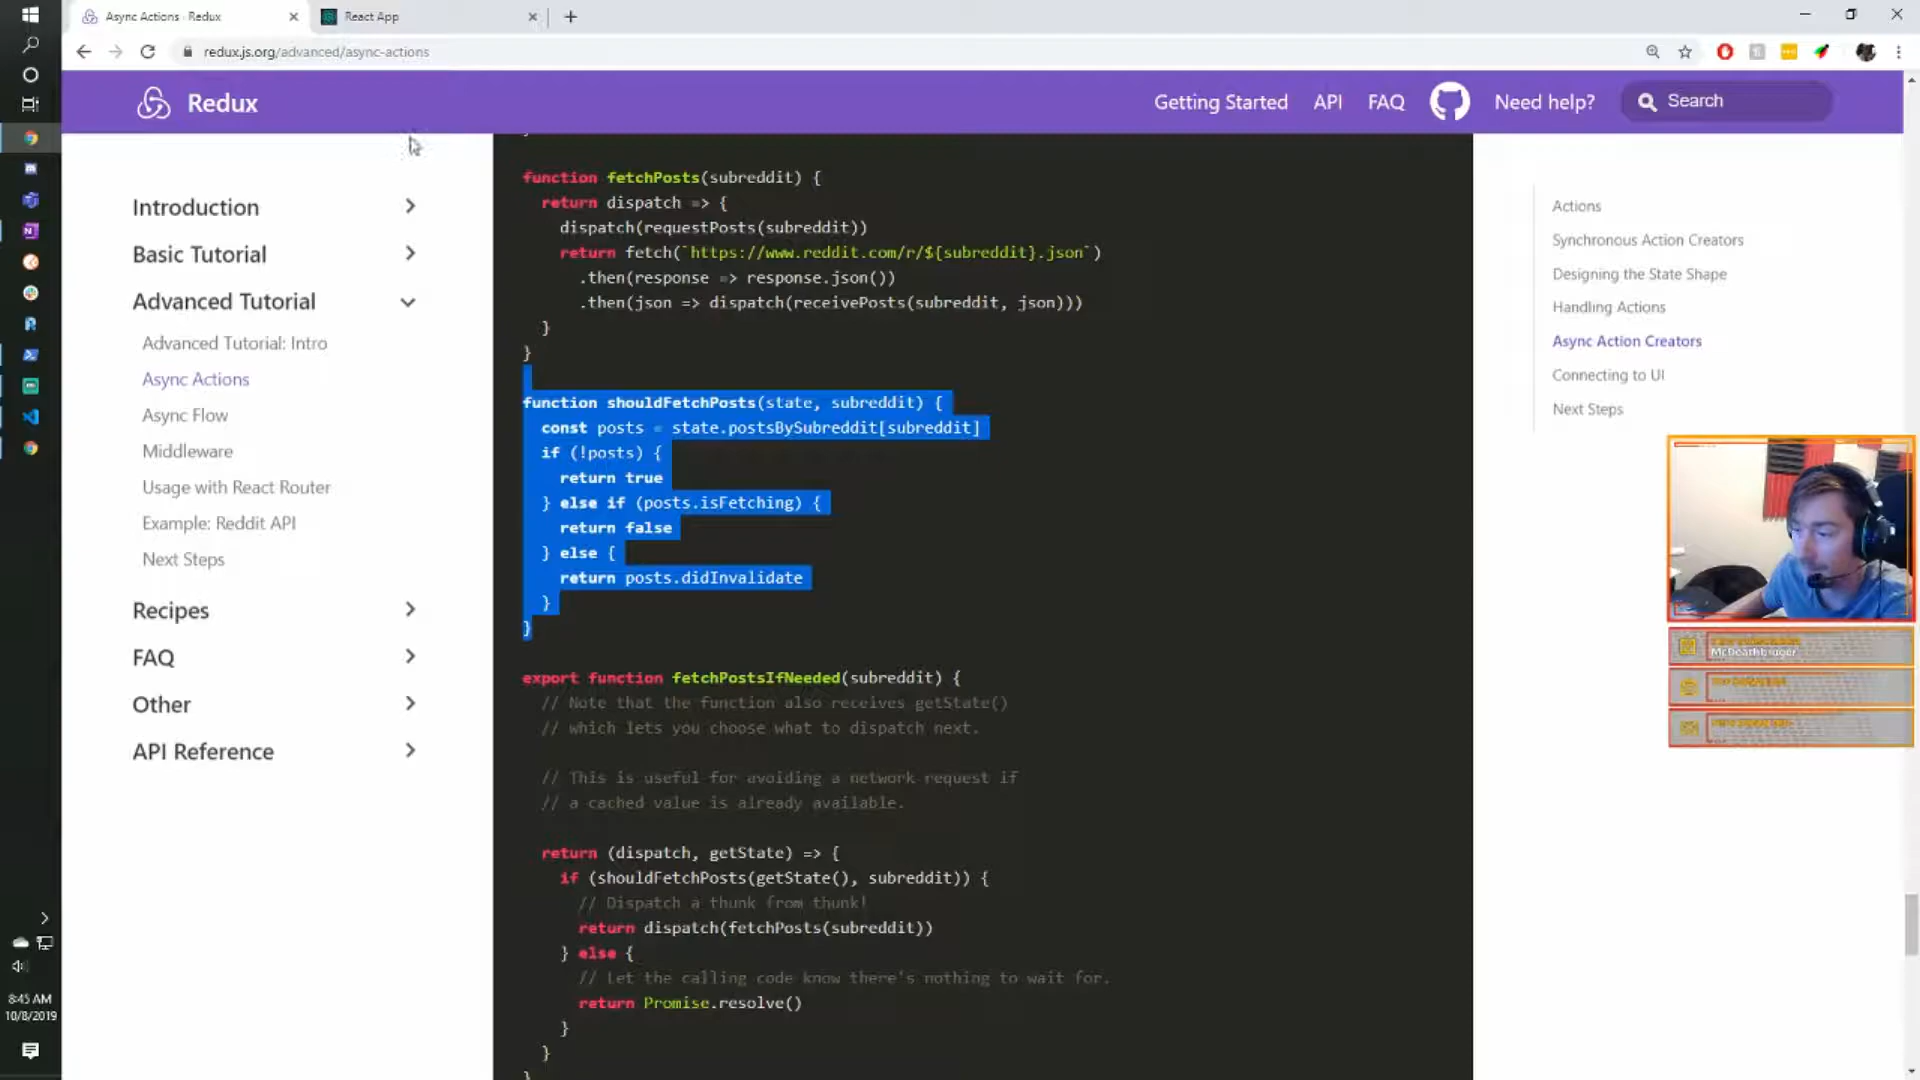 Async Actions · Redux
React App
redux.js.org/advanced/async-actions
Redux
Getting Started
API
FAQ
Need help?
Search
Introduction
Basic Tutorial
Advanced Tutorial
Advanced Tutorial: Intro
Async Actions
Async Flow
Middleware
Usage with React Router
Example: Reddit API
Next Steps
Recipes
FAQ
Other
API Reference
function fetchPosts(subreddit) {
return dispatch => {
dispatch(requestPosts(subreddit))
return fetch(`https://www.reddit.com/r/${subreddit}.json`)
.then(response => response.json())
.then(json => dispatch(receivePosts(subreddit, json)))
}
}
function shouldFetchPosts(state, subreddit) {
const posts = state.postsBySubreddit[subreddit]
if (!posts) {
return true
} else if (posts.isFetching) {
return false
} else {
return posts.didInvalidate
}
}
export function fetchPostsIfNeeded(subreddit) {
// Note that the function also receives getState()
// which lets you choose what to dispatch next.
// This is useful for avoiding a network request if
// a cached value is already available.
return (dispatch, getState) => {
if (shouldFetchPosts(getState(), subreddit)) {
// Dispatch a thunk from thunk!
return dispatch(fetchPosts(subreddit))
} else {
// Let the calling code know there's nothing to wait for.
return Promise.resolve()
}
}
}
Actions
Synchronous Action Creators
Designing the State Shape
Handling Actions
Async Action Creators
Connecting to UI
Next Steps
8:45 AM
10/8/2019